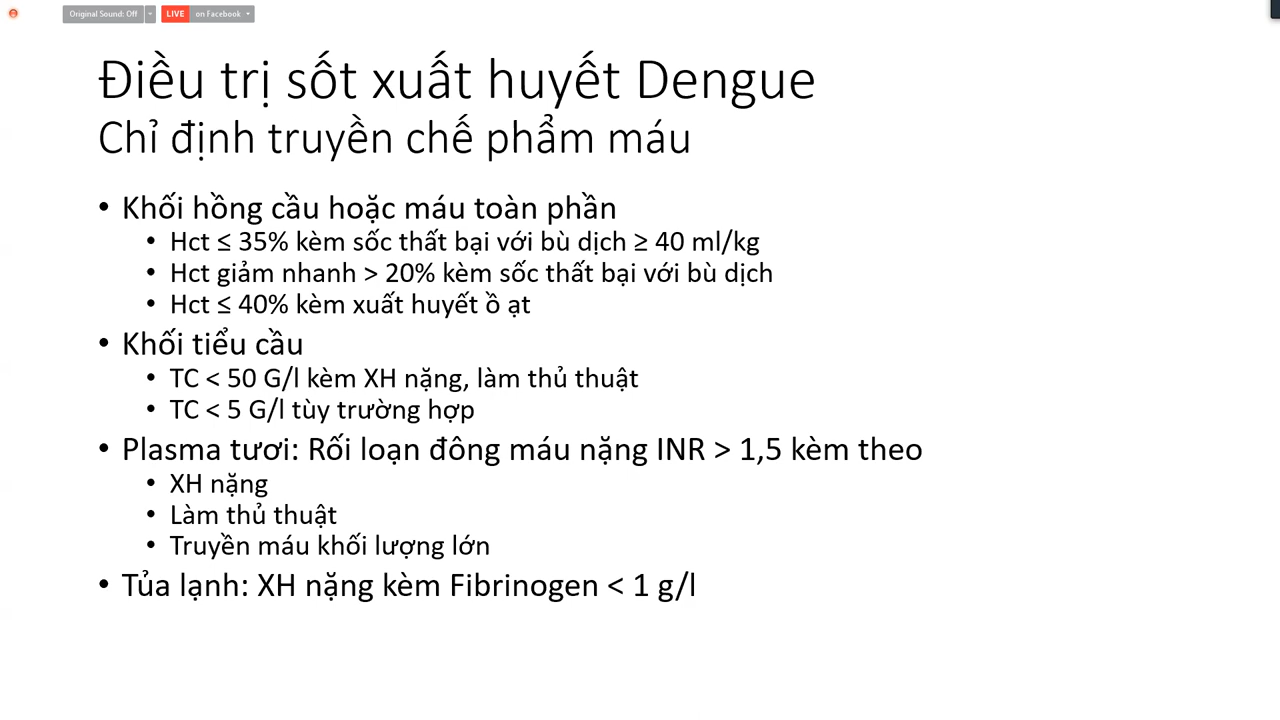 Original Sound: Off
LIVE on Facebook
Điều trị sốt xuất huyết Dengue
Chỉ định truyền chế phẩm máu
• Khối hồng cầu hoặc máu toàn phần
• Hct ≤ 35% kèm sốc thất bại với bù dịch ≥ 40 ml/kg
• Hct giảm nhanh > 20% kèm sốc thất bại với bù dịch
• Hct ≤ 40% kèm xuất huyết ồ ạt
• Khối tiểu cầu
• TC < 50 G/l kèm XH nặng, làm thủ thuật
• TC < 5 G/l tùy trường hợp
• Plasma tươi: Rối loạn đông máu nặng INR > 1,5 kèm theo
• XH nặng
• Làm thủ thuật
• Truyền máu khối lượng lớn
• Tủa lạnh: XH nặng kèm Fibrinogen < 1 g/l